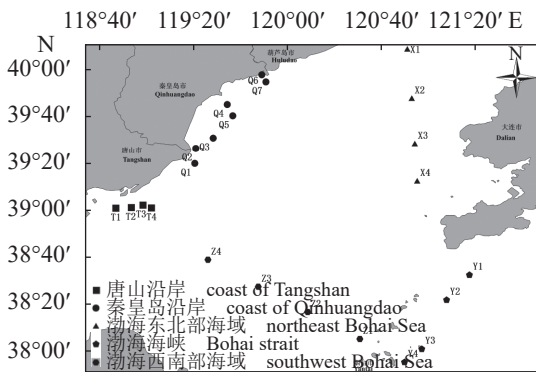 118°40′ 119°20′ 120°00′ 120°40′ 121°20′ E
N
40°00′
39°40′
39°20′
39°00′
38°40′
38°20′
38°00′
N
葫芦岛市
Huludao
秦皇岛市
Qinhuangdao
唐山市
Tangshan
大连市
Dalian
X1
X2
X3
X4
Q6
Q7
Q4
Q5
Q3
Q2
Q1
T1 T2 T3 T4
Z4
Z3
Z2
Z1
Y1
Y2
Y3
Y4
Yantai
唐山沿岸 coast of Tangshan
秦皇岛沿岸 coast of Qinhuangdao
渤海东北部海域 northeast Bohai Sea
渤海海峡 Bohai strait
渤海西南部海域 southwest Bohai Sea